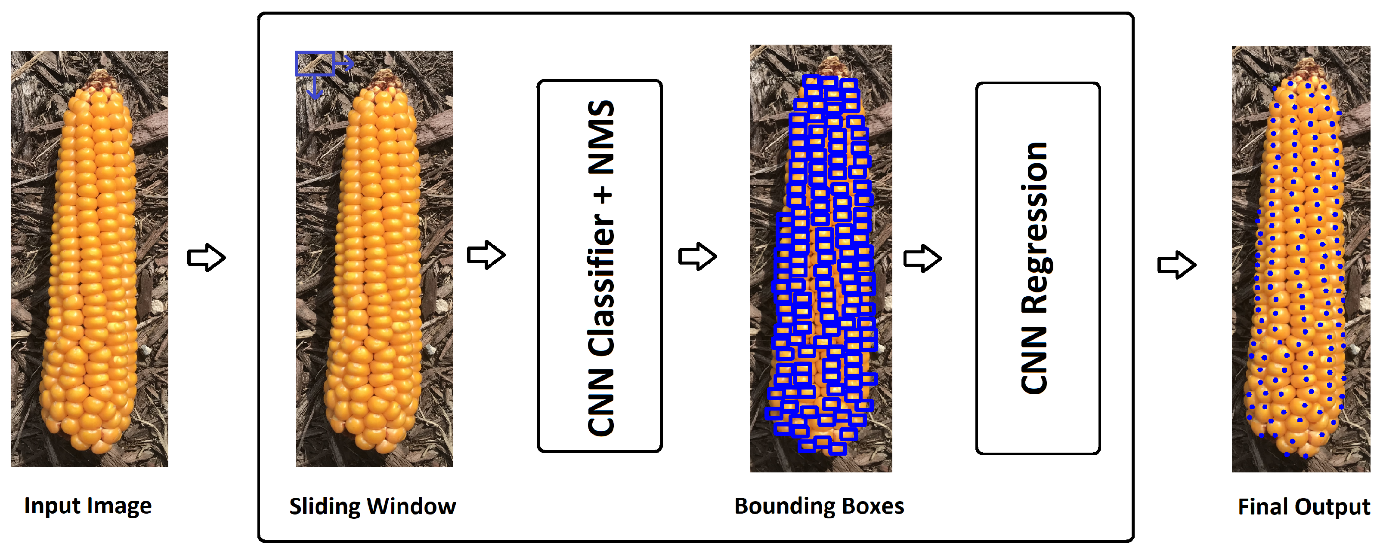 CNN Classifier + NMS
CNN Regression
Input Image
Sliding Window
Bounding Boxes
Final Output